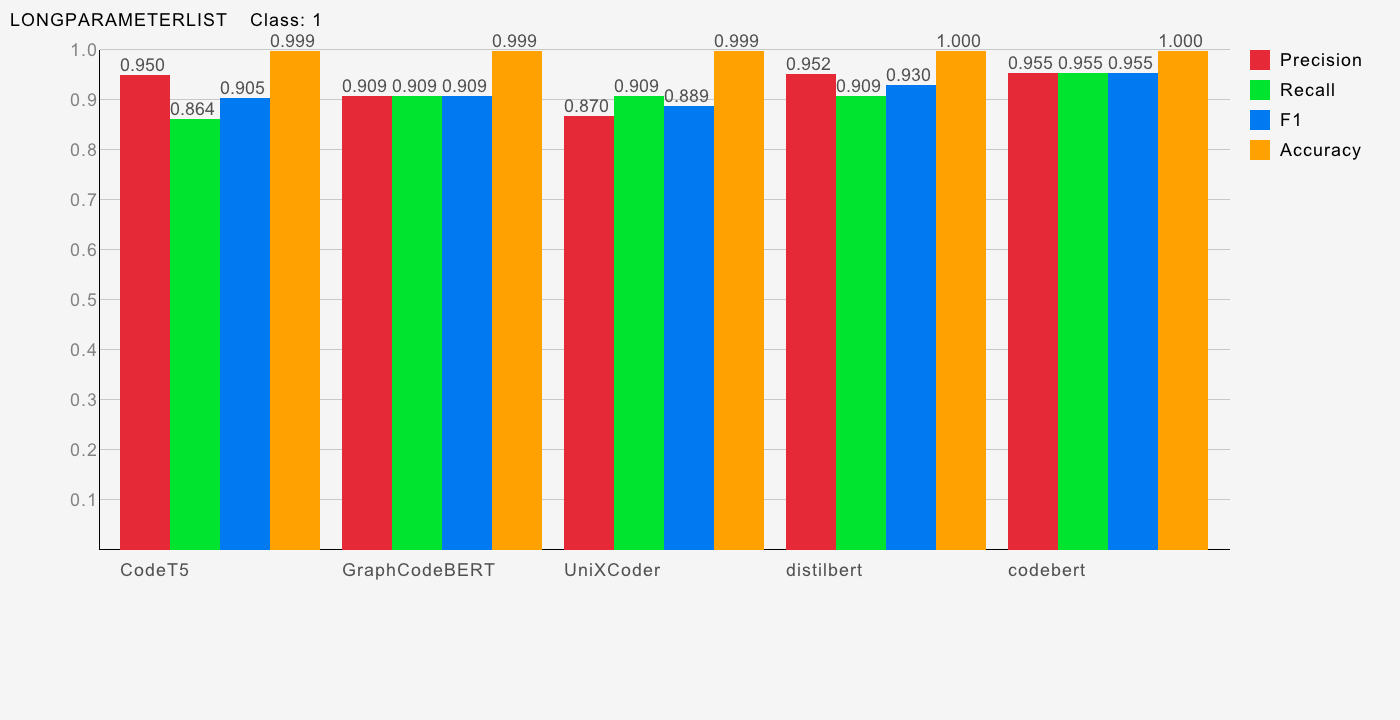 LONGPARAMETERLIST Class: 1
1.0
0.9
0.8
0.7
0.6
0.5
0.4
0.3
0.2
0.1
0.950 0.864 0.905 0.999
0.909 0.909 0.909 0.999
0.870 0.909 0.889 0.999
0.952 0.909 0.930 1.000
0.955 0.955 0.955 1.000
CodeT5 GraphCodeBERT UniXCoder distilbert codebert
Precision
Recall
F1
Accuracy